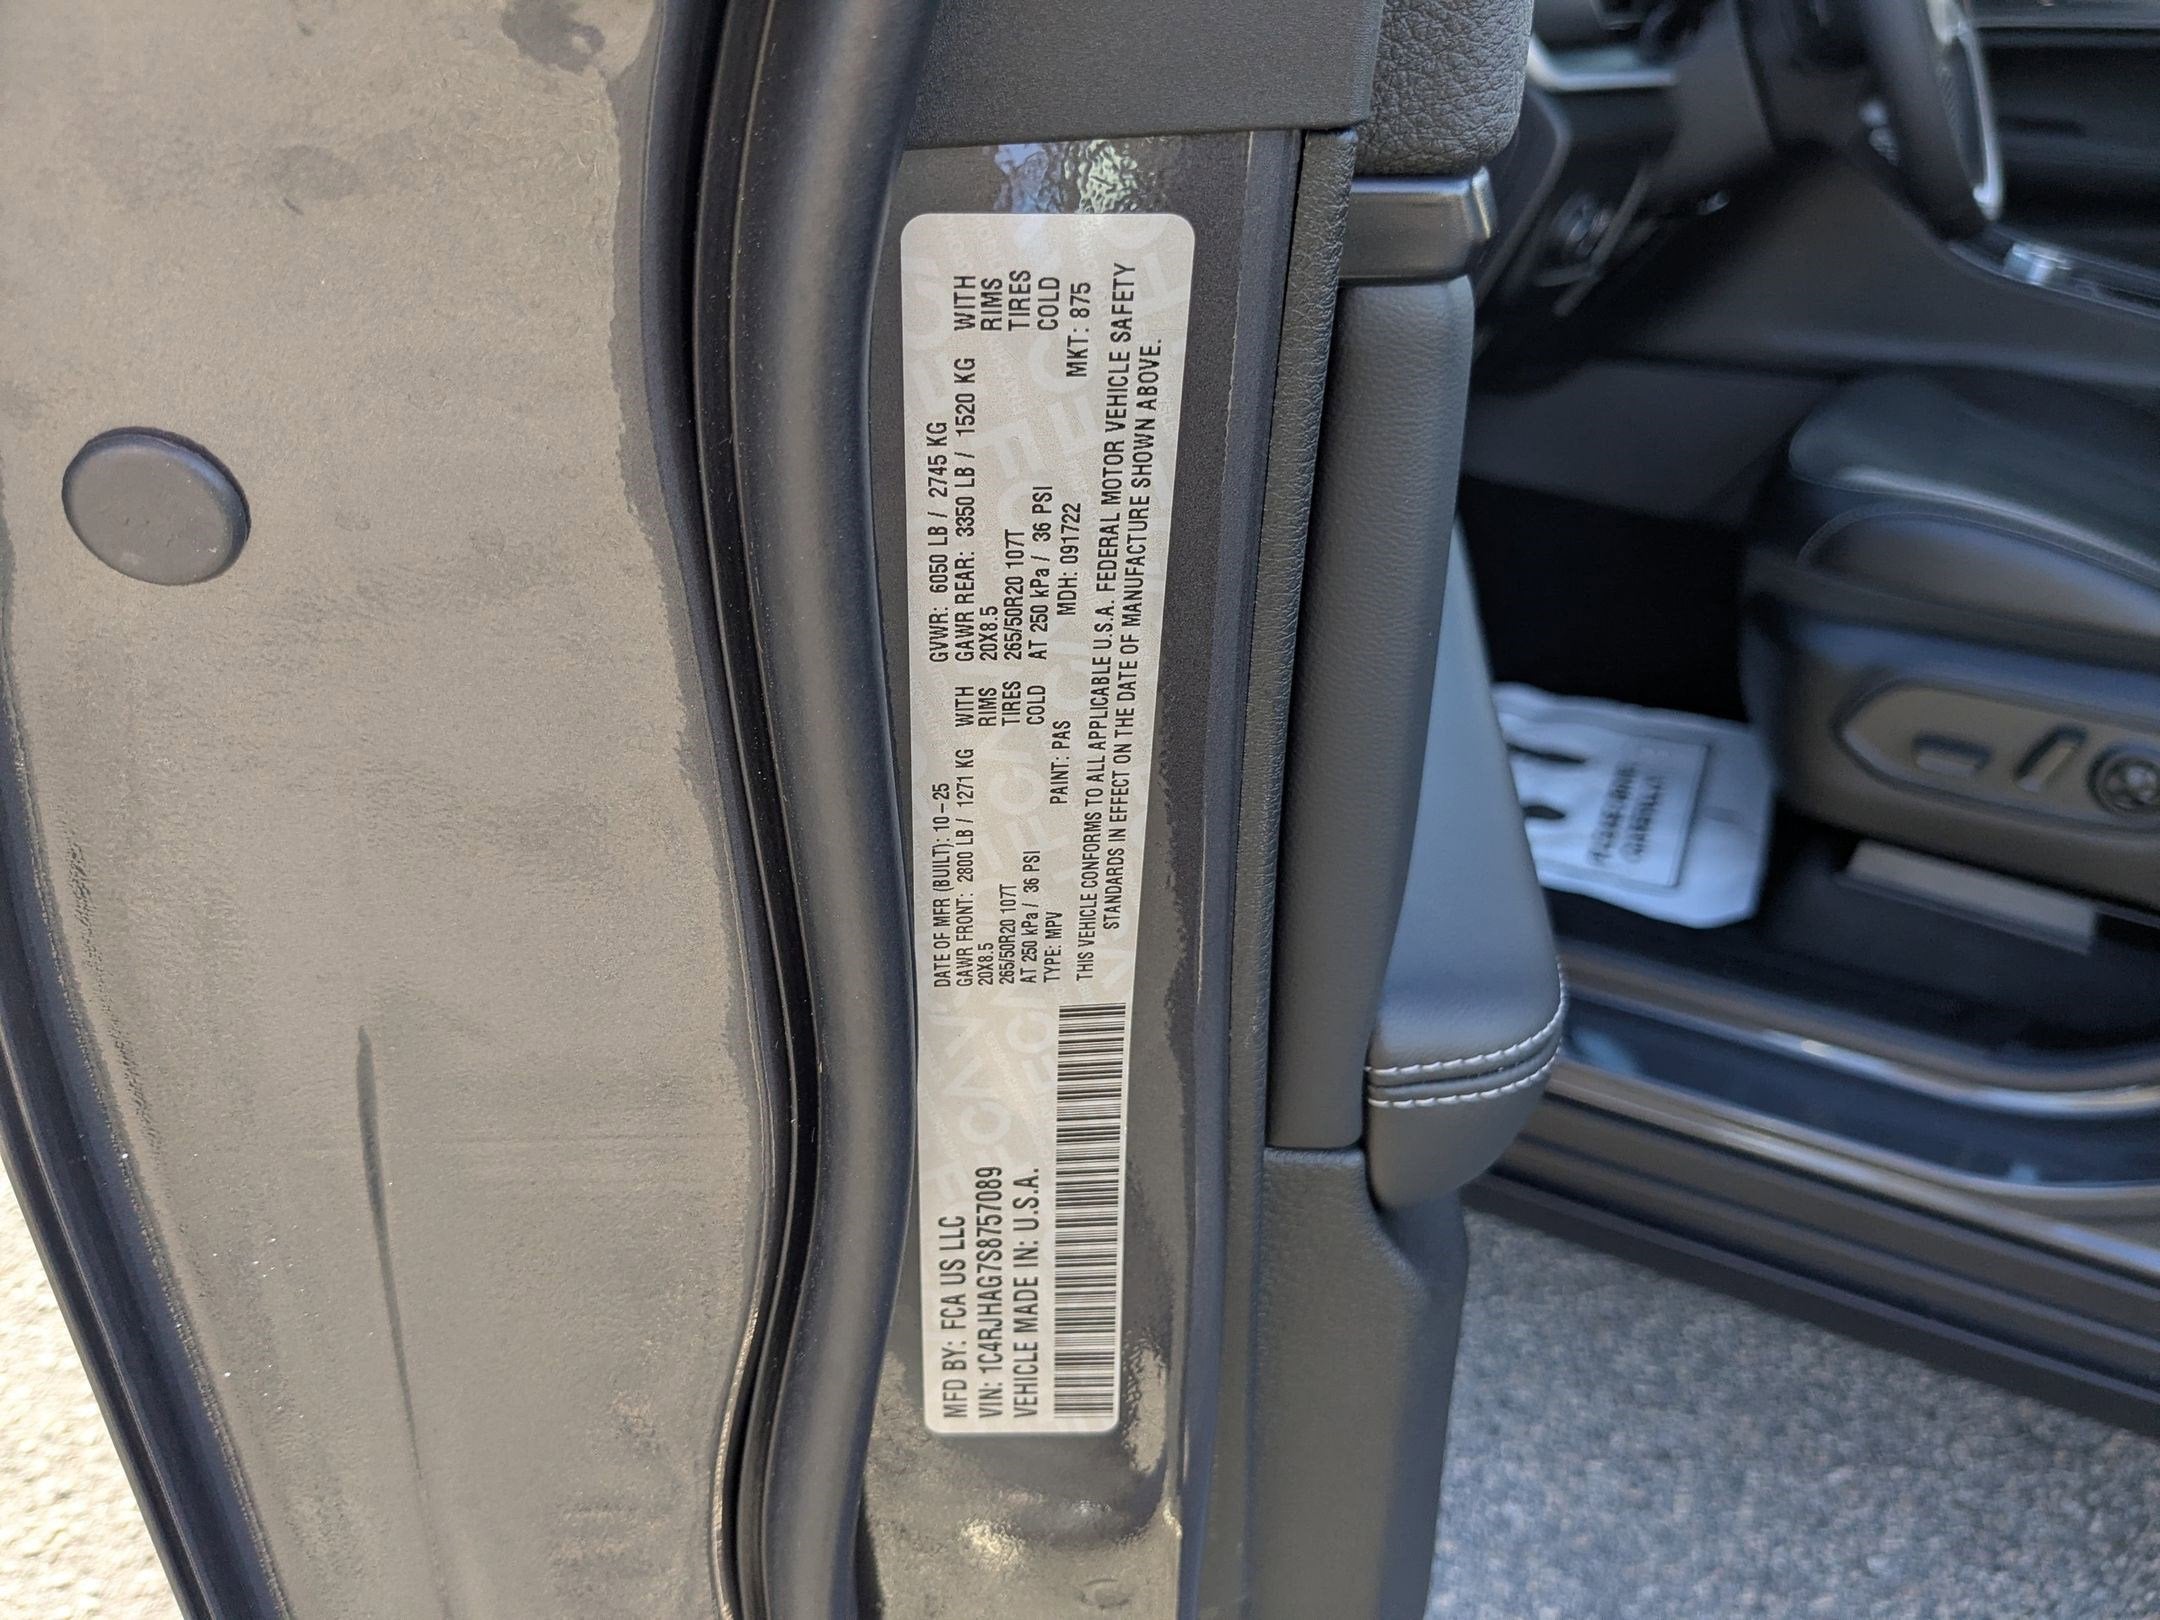 MFD BY: FCA US LLC
VIN: 1C4RJHAG7S8757089
VEHICLE MADE IN: U.S.A.
DATE OF MFR (BUILT): 10-25 GVWR: 6050 LB / 2745 KG
GAWR FRONT: 2800 LB / 1271 KG WITH GAWR REAR: 3350 LB / 1520 KG WITH
20X8.5 RIMS 20X8.5 RIMS
265/50R20 107T TIRES 265/50R20 107T TIRES
AT 250 kPa / 36 PSI COLD AT 250 kPa / 36 PSI COLD
TYPE: MPV PAINT: PAS MDH: 091722 MKT: 875
THIS VEHICLE CONFORMS TO ALL APPLICABLE U.S.A. FEDERAL MOTOR VEHICLE SAFETY
STANDARDS IN EFFECT ON THE DATE OF MANUFACTURE SHOWN ABOVE.